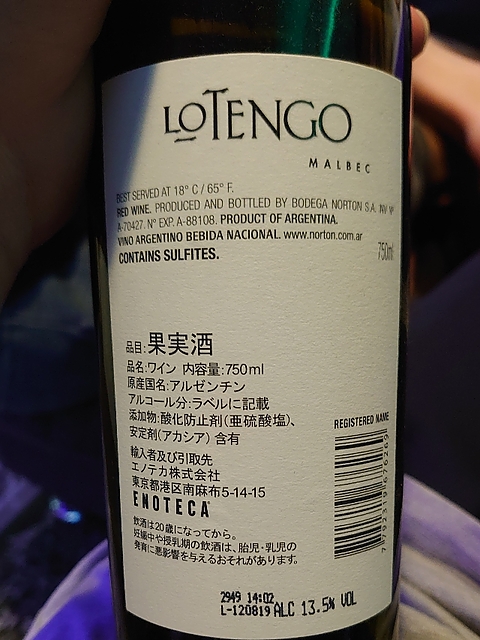 LOTENGO
MALBEC
BEST SERVED AT 18° C / 65° F.
RED WINE. PRODUCED AND BOTTLED BY BODEGA NORTON S.A. INV Nº
A-70427. Nº EXP. A-88108. PRODUCT OF ARGENTINA.
VINO ARGENTINO BEBIDA NACIONAL. www.norton.com.ar
750ml
CONTAINS SULFITES.
品目:果実酒
品名:ワイン 内容量:750ml
原産国名:アルゼンチン
アルコール分:ラベルに記載
添加物:酸化防止剤(亜硫酸塩)、
安定剤(アカシア)含有
輸入者及び引取先
エノテカ株式会社
東京都港区南麻布5-14-15
ENOTECA
飲酒は20歳になってから。
妊娠中や授乳期の飲酒は、胎児・乳児の
発育に悪影響を与えるおそれがあります。
REGISTERED NAME
2949 14:02
L-120819 ALC 13.5% VOL